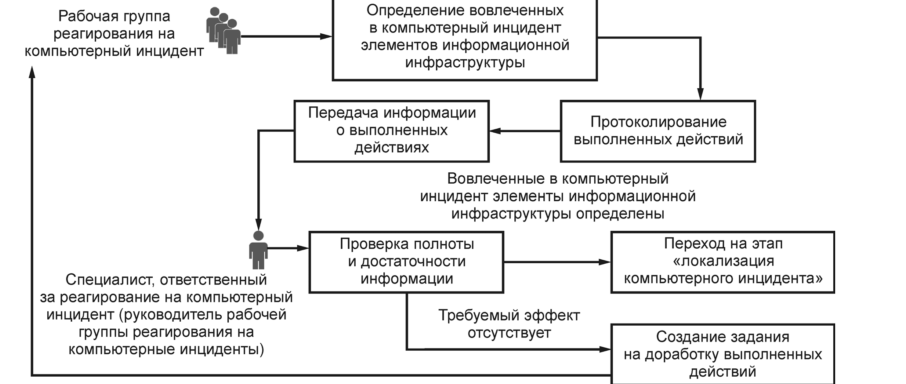 Рабочая группа
реагирования на
компьютерный инцидент
Определение вовлеченных
в компьютерный инцидент
элементов информационной
инфраструктуры
Передача информации
о выполненных
действиях
Протоколирование
выполненных действий
Вовлеченные в компьютерный
инцидент элементы информационной
инфраструктуры определены
Специалист, ответственный
за реагирование на компьютерный
инцидент (руководитель рабочей
группы реагирования на
компьютерные инциденты)
Проверка полноты
и достаточности
информации
Переход на этап
«локализация
компьютерного инцидента»
Требуемый эффект
отсутствует
Создание задания
на доработку выполненных
действий